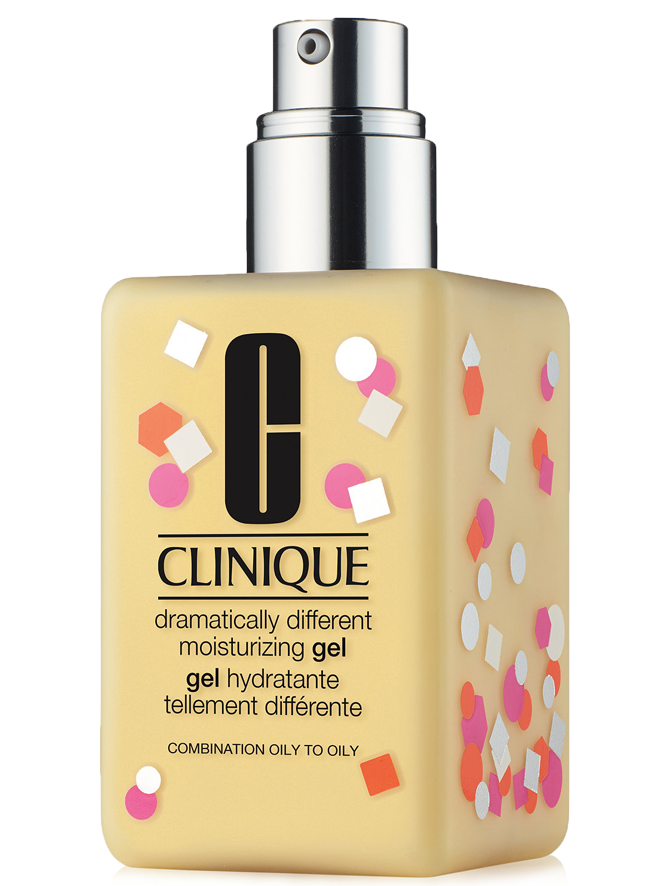 C
CLINIQUE
dramatically different
moisturizing gel
gel hydratante
tellement différente
COMBINATION OILY TO OILY